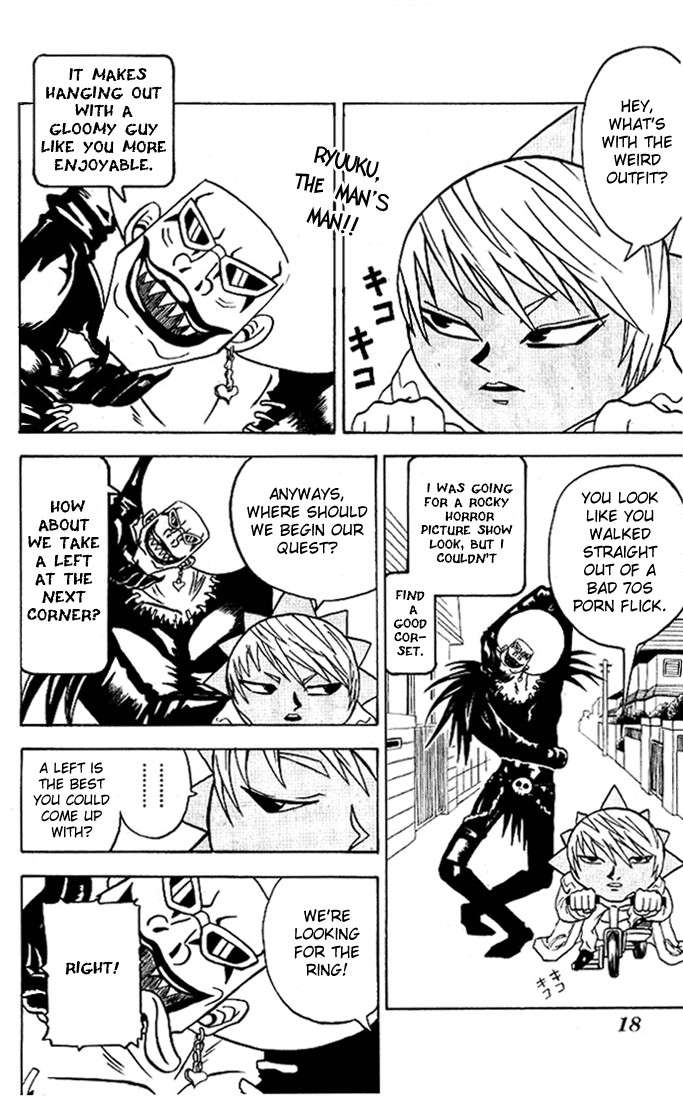 HEY,
WHAT'S
WITH THE
WEIRD
OUTFIT?
キコ
キコ
RYUUKU,
THE MAN'S
MAN!!
IT MAKES
HANGING OUT
WITH A
GLOOMY GUY
LIKE YOU MORE
ENJOYABLE.
YOU LOOK
LIKE YOU
WALKED
STRAIGHT
OUT OF A
BAD 70S
PORN FLICK.
I WAS GOING
FOR A ROCKY
HORROR
PICTURE SHOW
LOOK, BUT I
COULDN'T
FIND
A
GOOD
COR-
SET.
キコ
キコ
ANYWAYS,
WHERE SHOULD
WE BEGIN OUR
QUEST?
HOW
ABOUT
WE TAKE
A LEFT
AT THE
NEXT
CORNER?
......
A LEFT IS
THE BEST
YOU COULD
COME UP
WITH?
WE'RE
LOOKING
FOR THE
RING!
RIGHT!
18